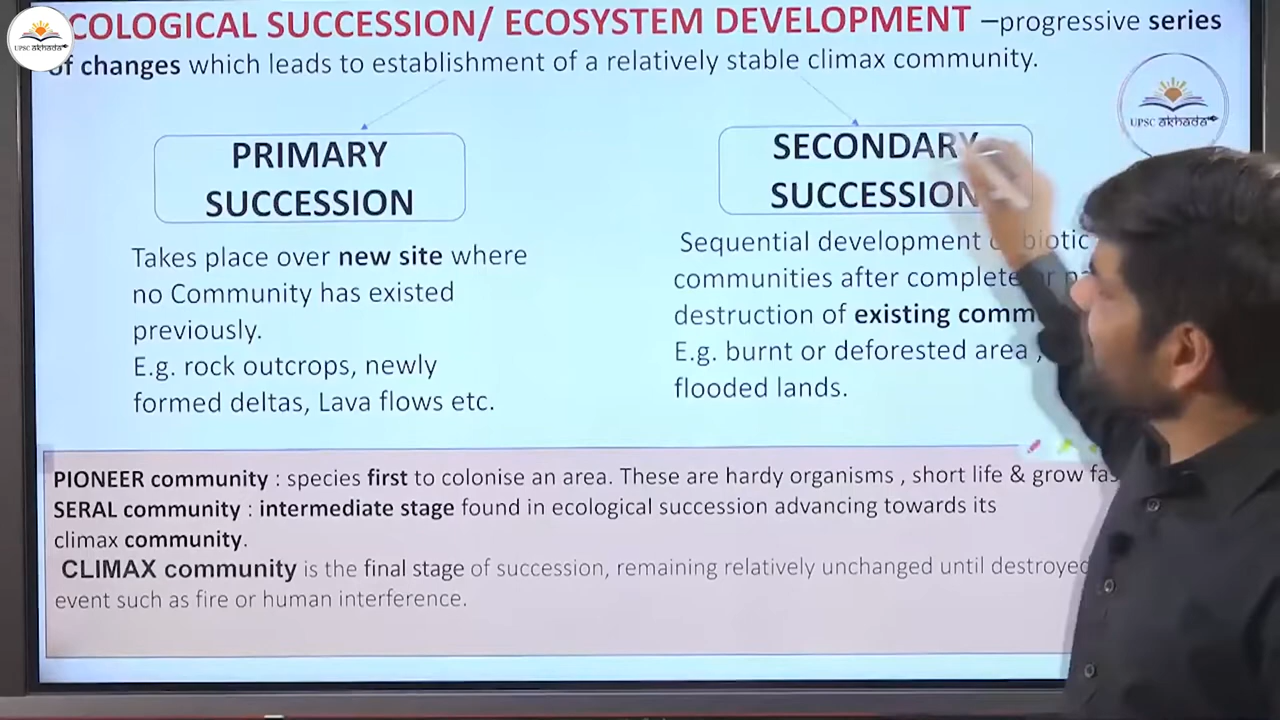 UPSC akhada
COLOGICAL SUCCESSION/ ECOSYSTEM DEVELOPMENT –progressive series
of changes which leads to establishment of a relatively stable climax community.
UPSC akhada
PRIMARY
SUCCESSION
Takes place over new site where
no Community has existed
previously.
E.g. rock outcrops, newly
formed deltas, Lava flows etc.
SECONDARY
SUCCESSION
Sequential development biotic
communities after complete
destruction of existing comm
E.g. burnt or deforested area ,
flooded lands.
PIONEER community : species first to colonise an area. These are hardy organisms , short life & grow fas
SERAL community : intermediate stage found in ecological succession advancing towards its
climax community.
CLIMAX community is the final stage of succession, remaining relatively unchanged until destroyed
event such as fire or human interference.